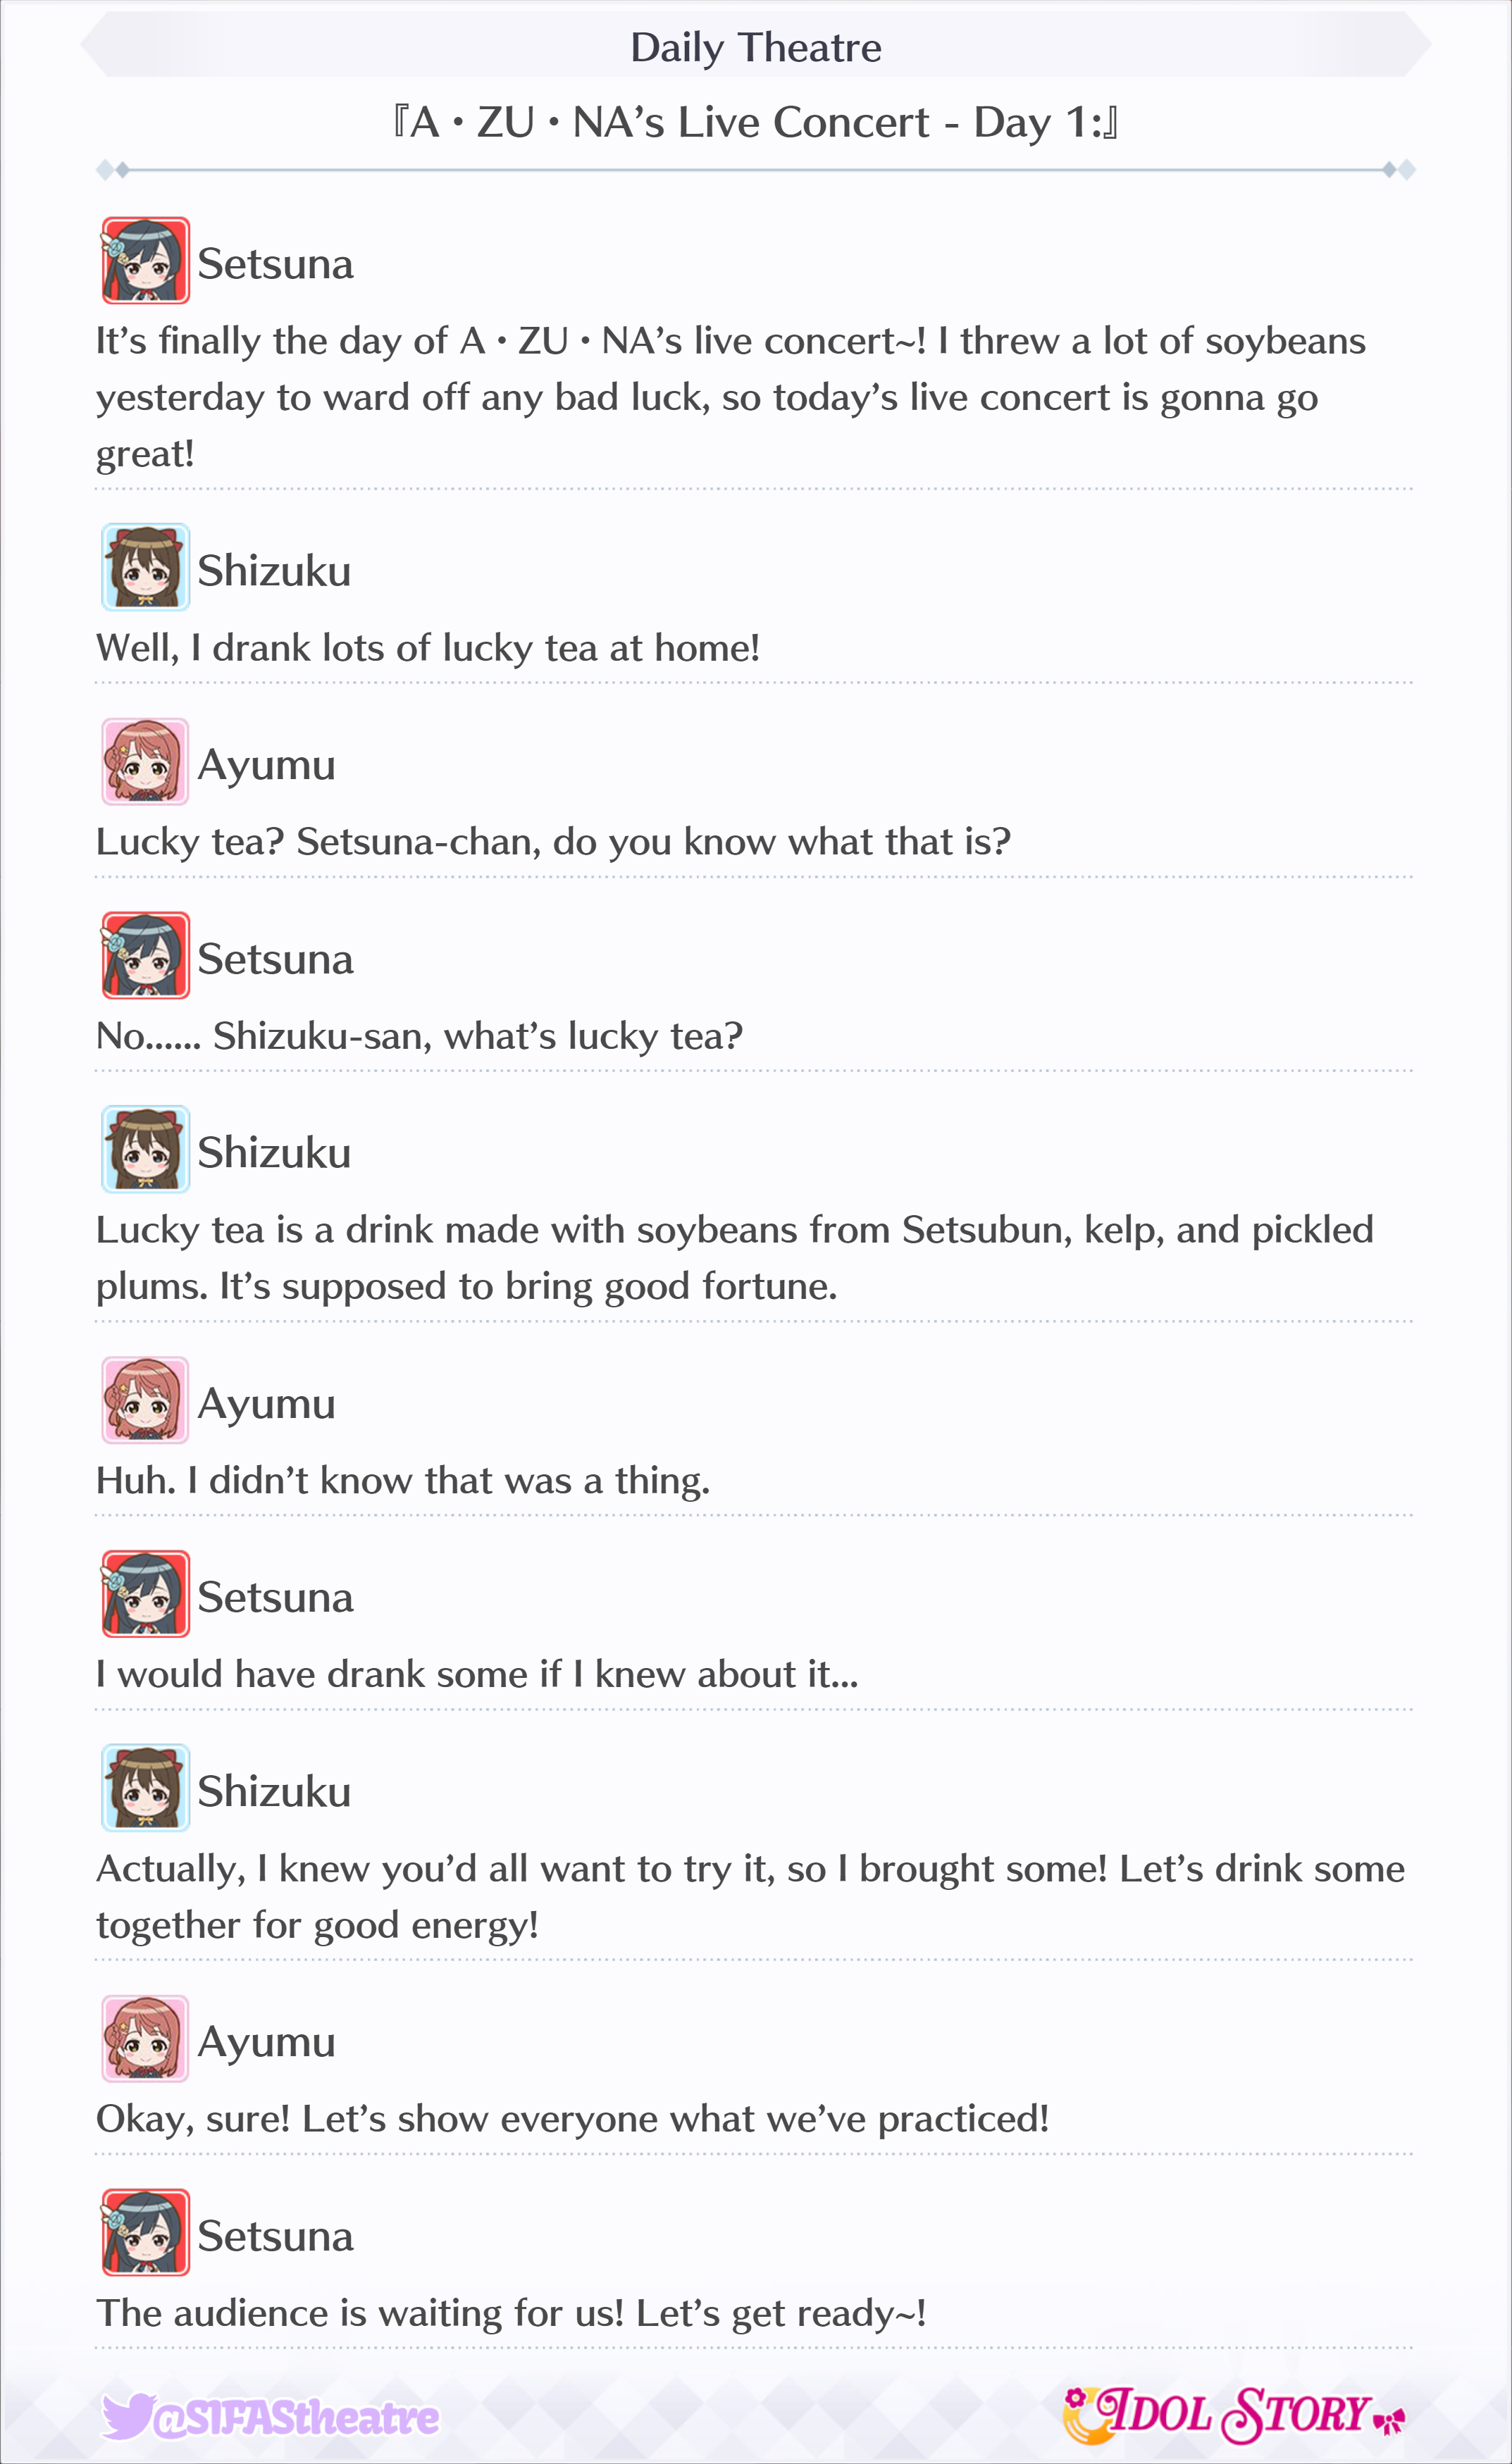 Daily Theatre
『A・ZU・NA’s Live Concert - Day 1:』
Setsuna
It’s finally the day of A・ZU・NA’s live concert~! I threw a lot of soybeans
yesterday to ward off any bad luck, so today’s live concert is gonna go
great!
Shizuku
Well, I drank lots of lucky tea at home!
Ayumu
Lucky tea? Setsuna-chan, do you know what that is?
Setsuna
No...... Shizuku-san, what’s lucky tea?
Shizuku
Lucky tea is a drink made with soybeans from Setsubun, kelp, and pickled
plums. It’s supposed to bring good fortune.
Ayumu
Huh. I didn’t know that was a thing.
Setsuna
I would have drank some if I knew about it...
Shizuku
Actually, I knew you’d all want to try it, so I brought some! Let’s drink some
together for good energy!
Ayumu
Okay, sure! Let’s show everyone what we’ve practiced!
Setsuna
The audience is waiting for us! Let’s get ready~!
@SIFAStheatre
IDOL STORY